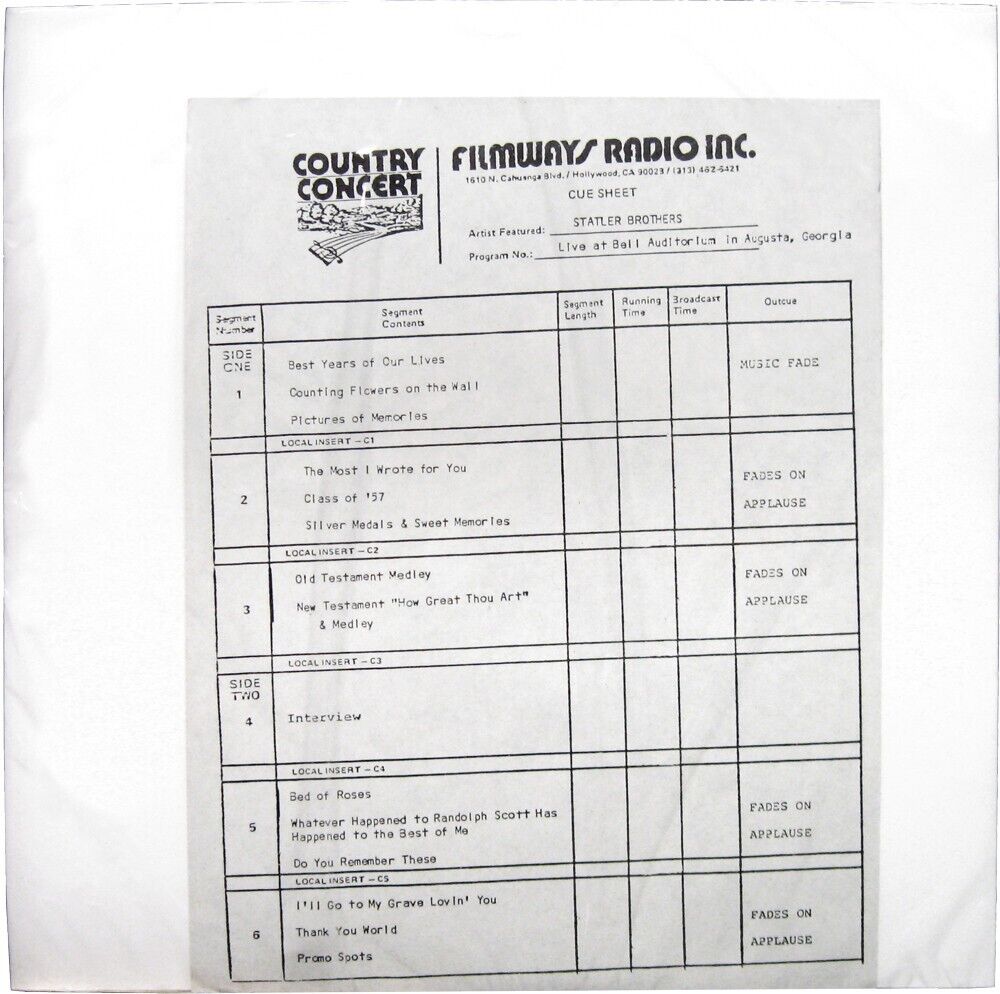 COUNTRY
CONCERT
FILMWAYS RADIO INC.
1610 N. Cahuenga Blvd. / Hollywood, CA 90023 / (313) 462-5421
CUE SHEET
Artist Featured: STATLER BROTHERS
Program No.: Live at Bell Auditorium in Augusta, Georgia
Segment Number
Segment Contents
Segment Length
Running Time
Broadcast Time
Outcue
SIDE ONE
1
Best Years of Our Lives
Counting Flowers on the Wall
Pictures of Memories
MUSIC FADE
LOCAL INSERT - C1
2
The Most I Wrote for You
Class of '57
Silver Medals & Sweet Memories
FADES ON
APPLAUSE
LOCAL INSERT - C2
3
Old Testament Medley
New Testament "How Great Thou Art"
& Medley
FADES ON
APPLAUSE
LOCAL INSERT - C3
SIDE TWO
4
Interview
LOCAL INSERT - C4
5
Bed of Roses
Whatever Happened to Randolph Scott Has
Happened to the Best of Me
Do You Remember These
FADES ON
APPLAUSE
LOCAL INSERT - C5
6
I'll Go to My Grave Lovin' You
Thank You World
Promo Spots
FADES ON
APPLAUSE